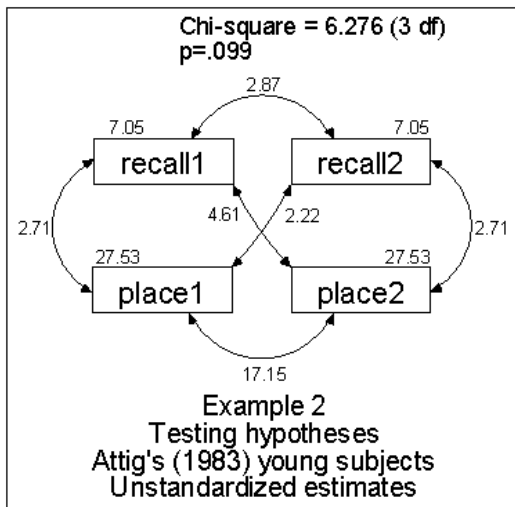 Chi-square = 6.276 (3 df)
p=.099
2.87
7.05
7.05
recall1
recall2
2.71
4.61
2.22
2.71
27.53
27.53
place1
place2
17.15
Example 2
Testing hypotheses
Attig's (1983) young subjects
Unstandardized estimates